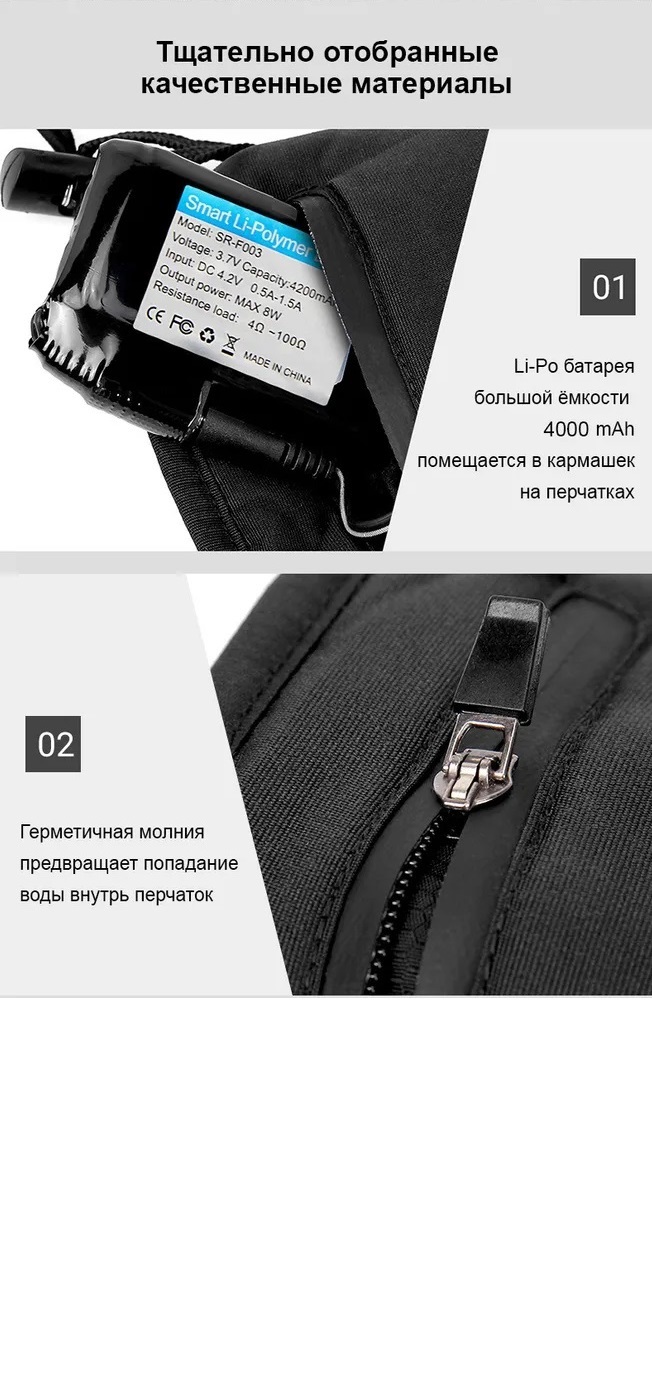 Тщательно отобранные
качественные материалы
Smart Li-Polymer
Model: SR-F003
Voltage: 3.7V Capacity:4200mA
Input: DC 4.2V 0.5A-1.5A
Output power: MAX 8W
Resistance load: 4Ω ~100Ω
CE FC
MADE IN CHINA
01
Li-Po батарея
большой ёмкости
4000 mAh
помещается в кармашек
на перчатках
02
Герметичная молния
предвращает попадание
воды внутрь перчаток